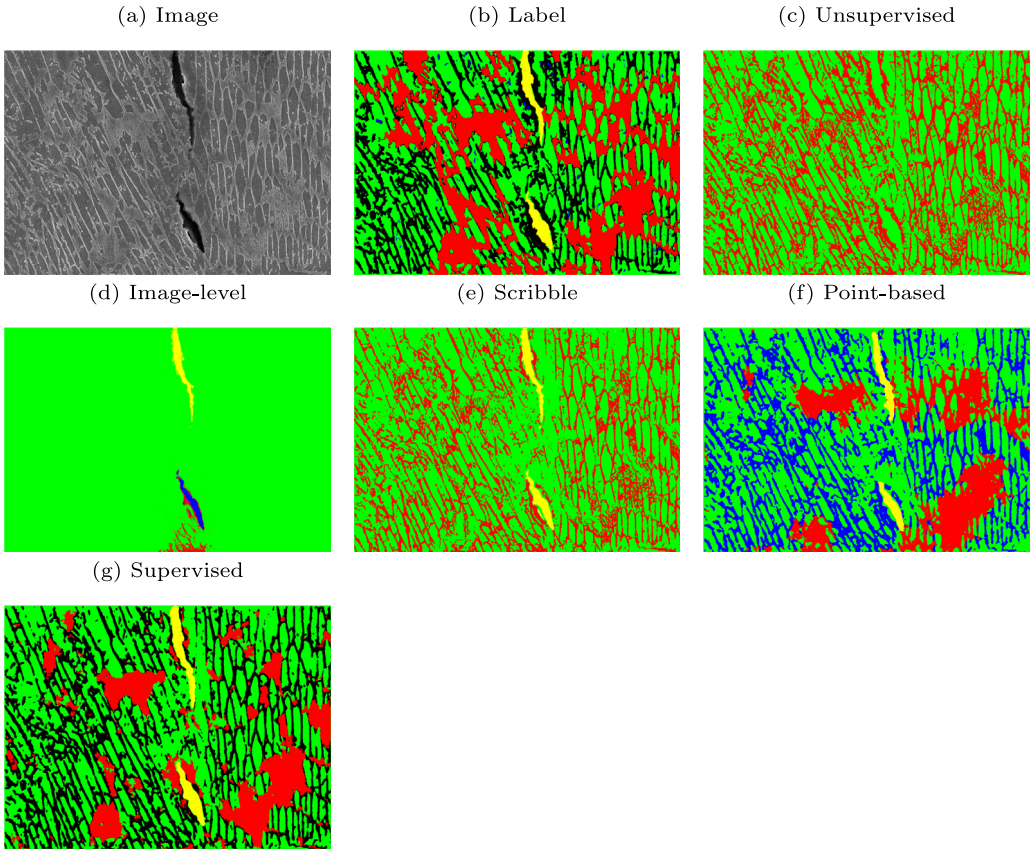 (a) Image
(b) Label
(c) Unsupervised
(d) Image-level
(e) Scribble
(f) Point-based
(g) Supervised